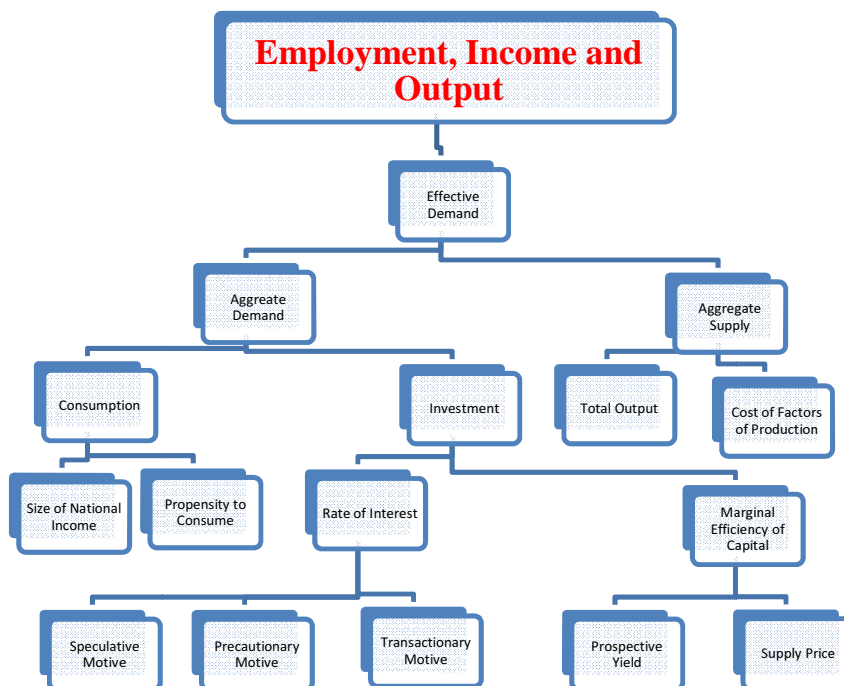 Employment, Income and
Output
Effective
Demand
Aggreate
Demand
Aggregate
Supply
Consumption
Investment
Total Output
Cost of Factors
of Production
Size of National
Income
Propensity to
Consume
Rate of Interest
Marginal
Efficiency of
Capital
Speculative
Motive
Precautionary
Motive
Transactionary
Motive
Prospective
Yield
Supply Price